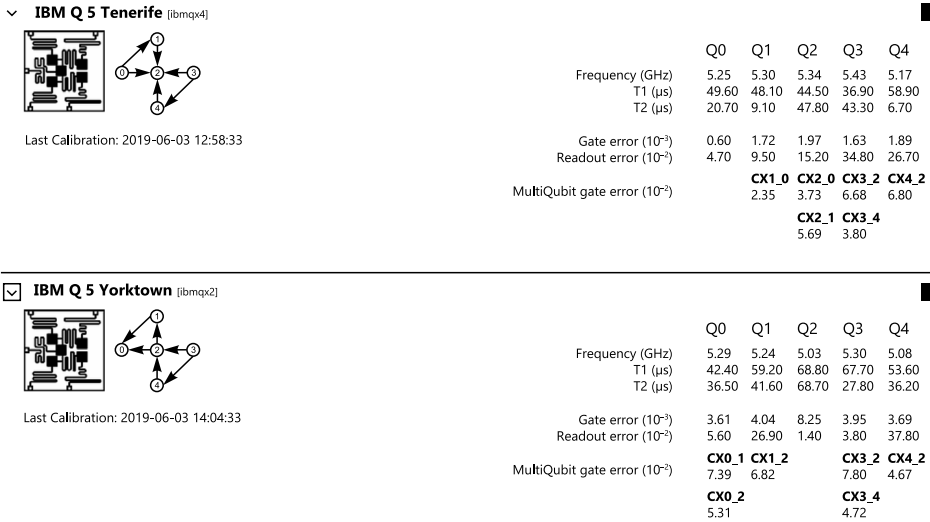 IBM Q 5 Tenerife [ibmqx4]
1
0 2 3
4
Last Calibration: 2019-06-03 12:58:33
Q0 Q1 Q2 Q3 Q4
Frequency (GHz) 5.25 5.30 5.34 5.43 5.17
T1 (µs) 49.60 48.10 44.50 36.90 58.90
T2 (µs) 20.70 9.10 47.80 43.30 6.70
Gate error (10⁻³) 0.60 1.72 1.97 1.63 1.89
Readout error (10⁻²) 4.70 9.50 15.20 34.80 26.70
CX1_0 CX2_0 CX3_2 CX4_2
MultiQubit gate error (10⁻²) 2.35 3.73 6.68 6.80
CX2_1 CX3_4
5.69 3.80
IBM Q 5 Yorktown [ibmqx2]
1
0 2 3
4
Last Calibration: 2019-06-03 14:04:33
Q0 Q1 Q2 Q3 Q4
Frequency (GHz) 5.29 5.24 5.03 5.30 5.08
T1 (µs) 42.40 59.20 68.80 67.70 53.60
T2 (µs) 36.50 41.60 68.70 27.80 36.20
Gate error (10⁻³) 3.61 4.04 8.25 3.95 3.69
Readout error (10⁻²) 5.60 26.90 1.40 3.80 37.80
CX0_1 CX1_2 CX3_2 CX4_2
MultiQubit gate error (10⁻²) 7.39 6.82 7.80 4.67
CX0_2 CX3_4
5.31 4.72